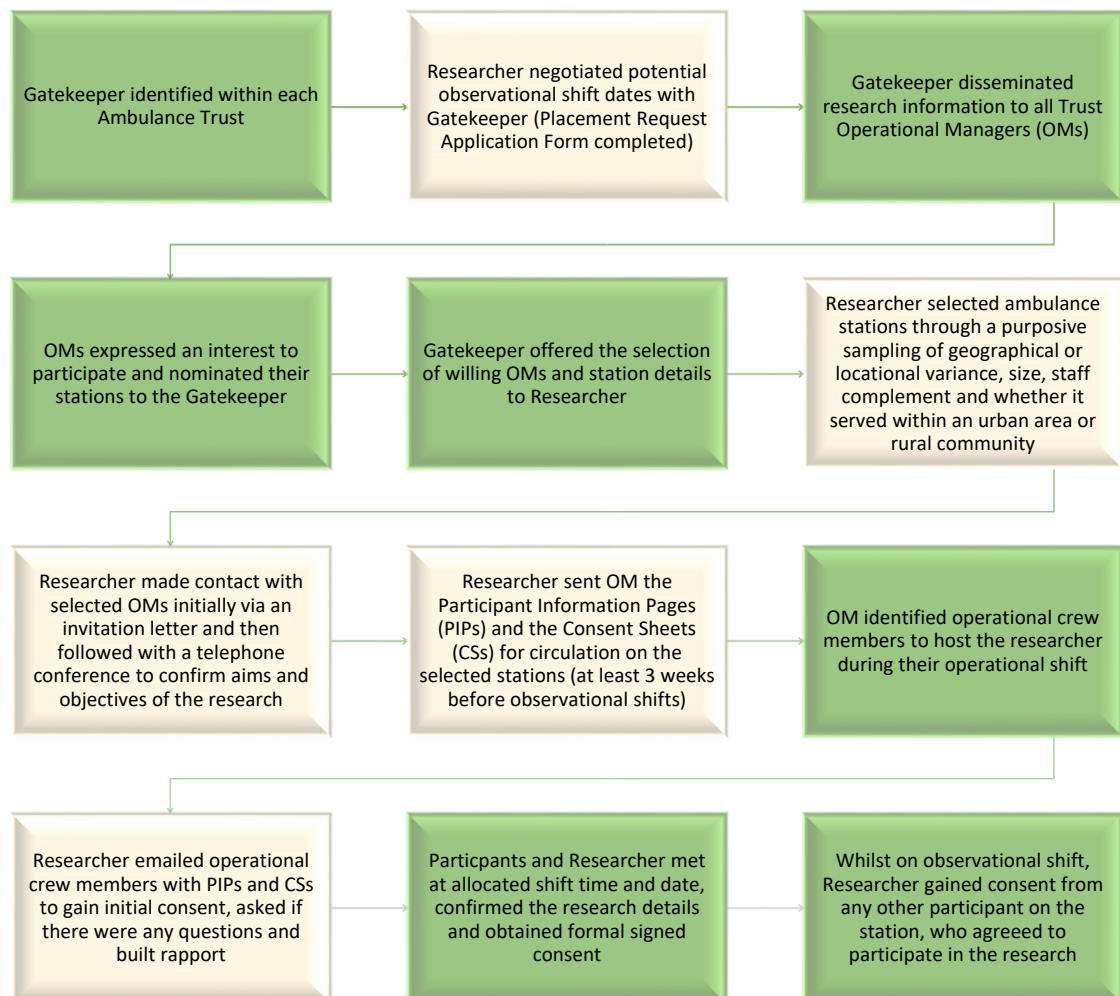 Gatekeeper identified within each
Ambulance Trust
Researcher negotiated potential
observational shift dates with
Gatekeeper (Placement Request
Application Form completed)
Gatekeeper disseminated
research information to all Trust
Operational Managers (OMs)
OMs expressed an interest to
participate and nominated their
stations to the Gatekeeper
Gatekeeper offered the selection
of willing OMs and station details
to Researcher
Researcher selected ambulance
stations through a purposive
sampling of geographical or
locational variance, size, staff
complement and whether it
served within an urban area or
rural community
Researcher made contact with
selected OMs initially via an
invitation letter and then
followed with a telephone
conference to confirm aims and
objectives of the research
Researcher sent OM the
Participant Information Pages
(PIPs) and the Consent Sheets
(CSs) for circulation on the
selected stations (at least 3 weeks
before observational shifts)
OM identified operational crew
members to host the researcher
during their operational shift
Researcher emailed operational
crew members with PIPs and CSs
to gain initial consent, asked if
there were any questions and
built rapport
Particpants and Researcher met
at allocated shift time and date,
confirmed the research details
and obtained formal signed
consent
Whilst on observational shift,
Researcher gained consent from
any other participant on the
station, who agreeed to
participate in the research